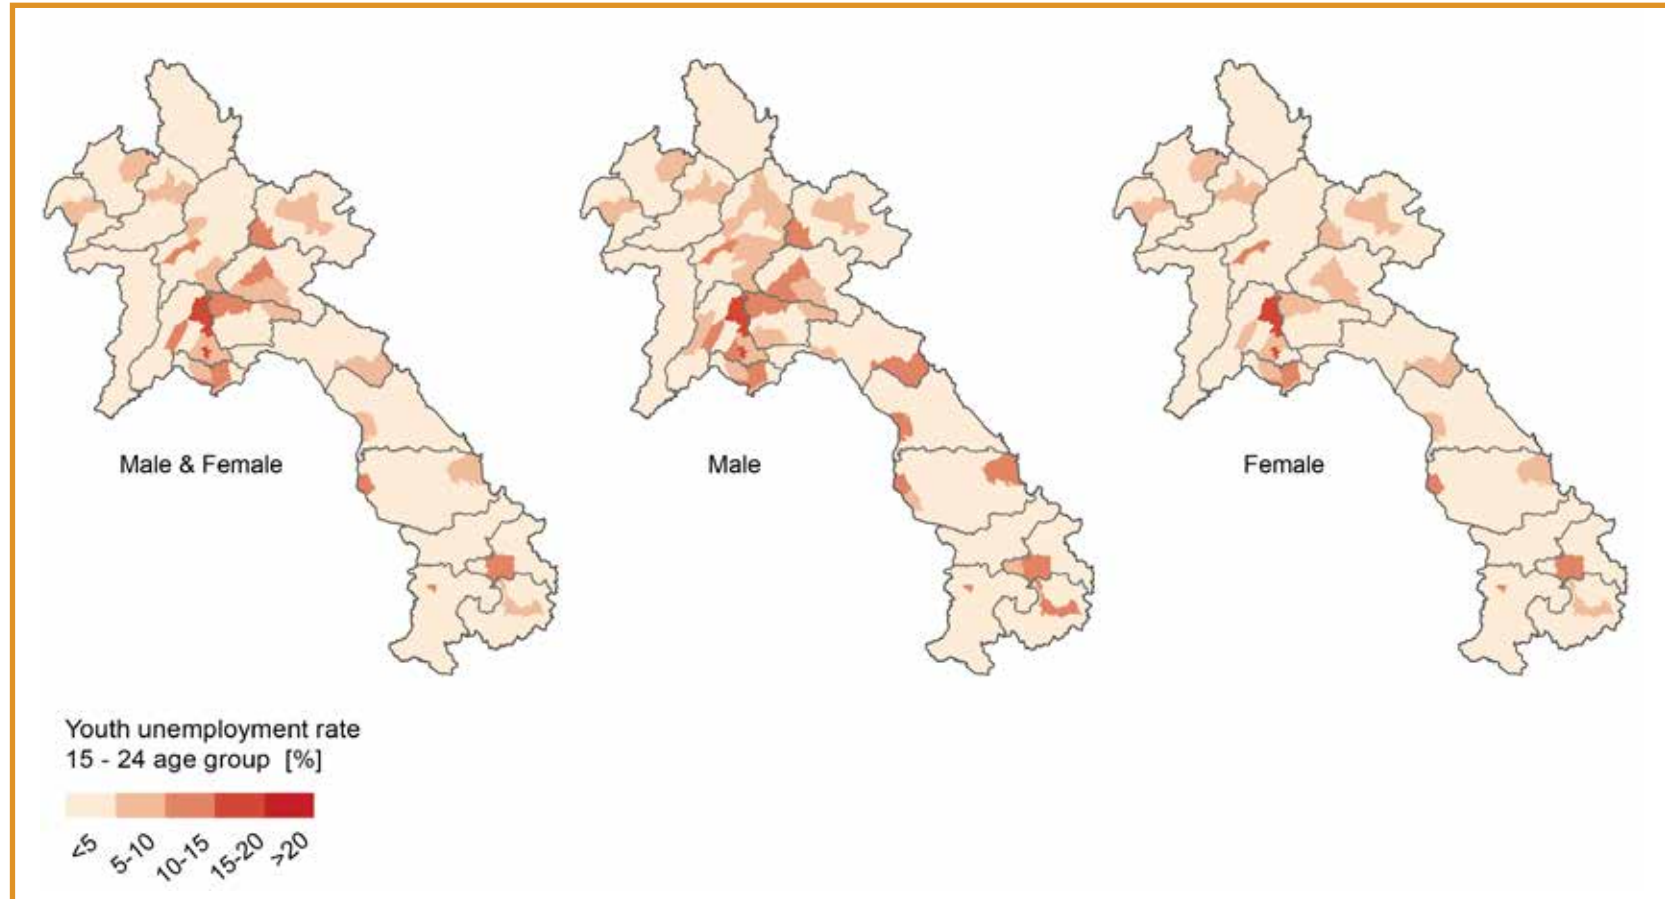 Male & Female
Male
Female
Youth unemployment rate
15 - 24 age group [%]
<5
5-10
10-15
15-20
>20